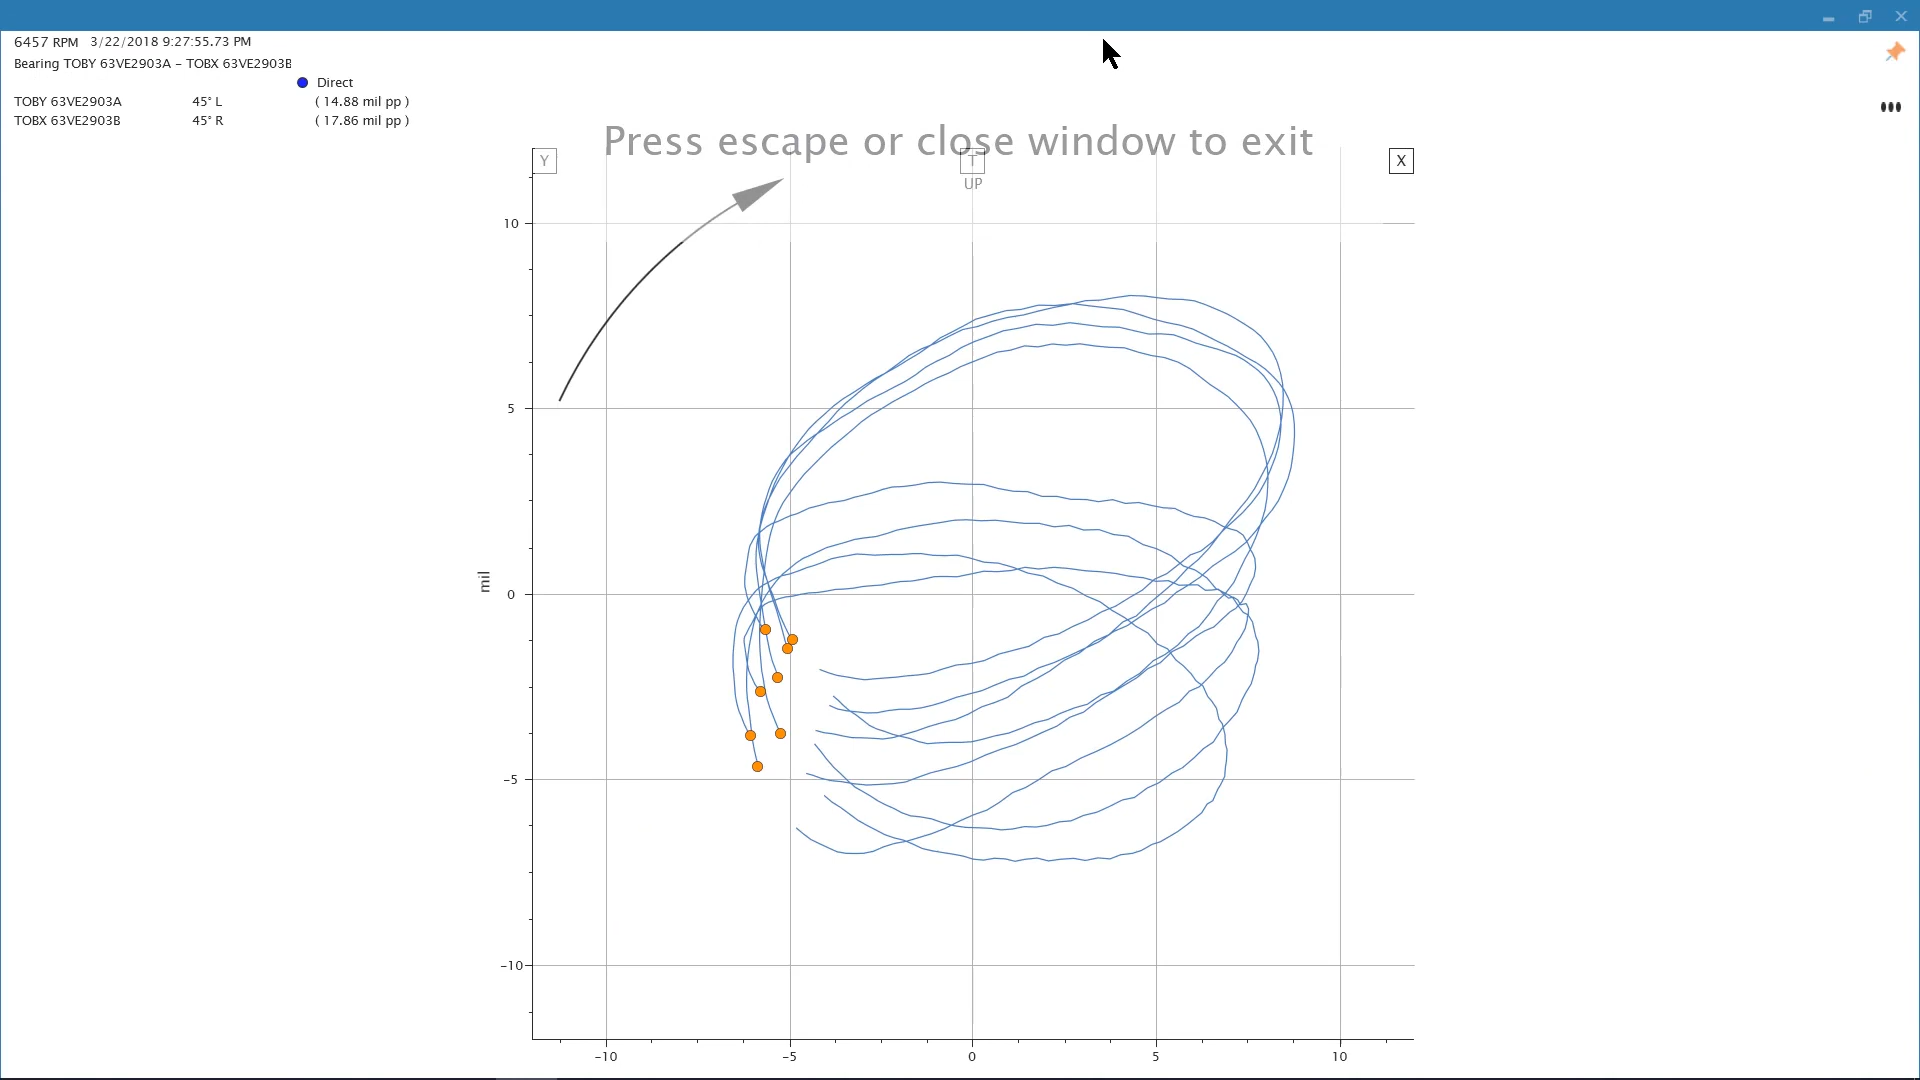 6457 RPM 3/22/2018 9:27:55.73 PM
Bearing TOBY 63VE2903A – TOBX 63VE2903B
Direct
TOBY 63VE2903A 45° L ( 14.88 mil pp )
TOBX 63VE2903B 45° R ( 17.86 mil pp )
Press escape or close window to exit
Y T X
UP
10
5
mil
0
–5
–10
–10 –5 0 5 10